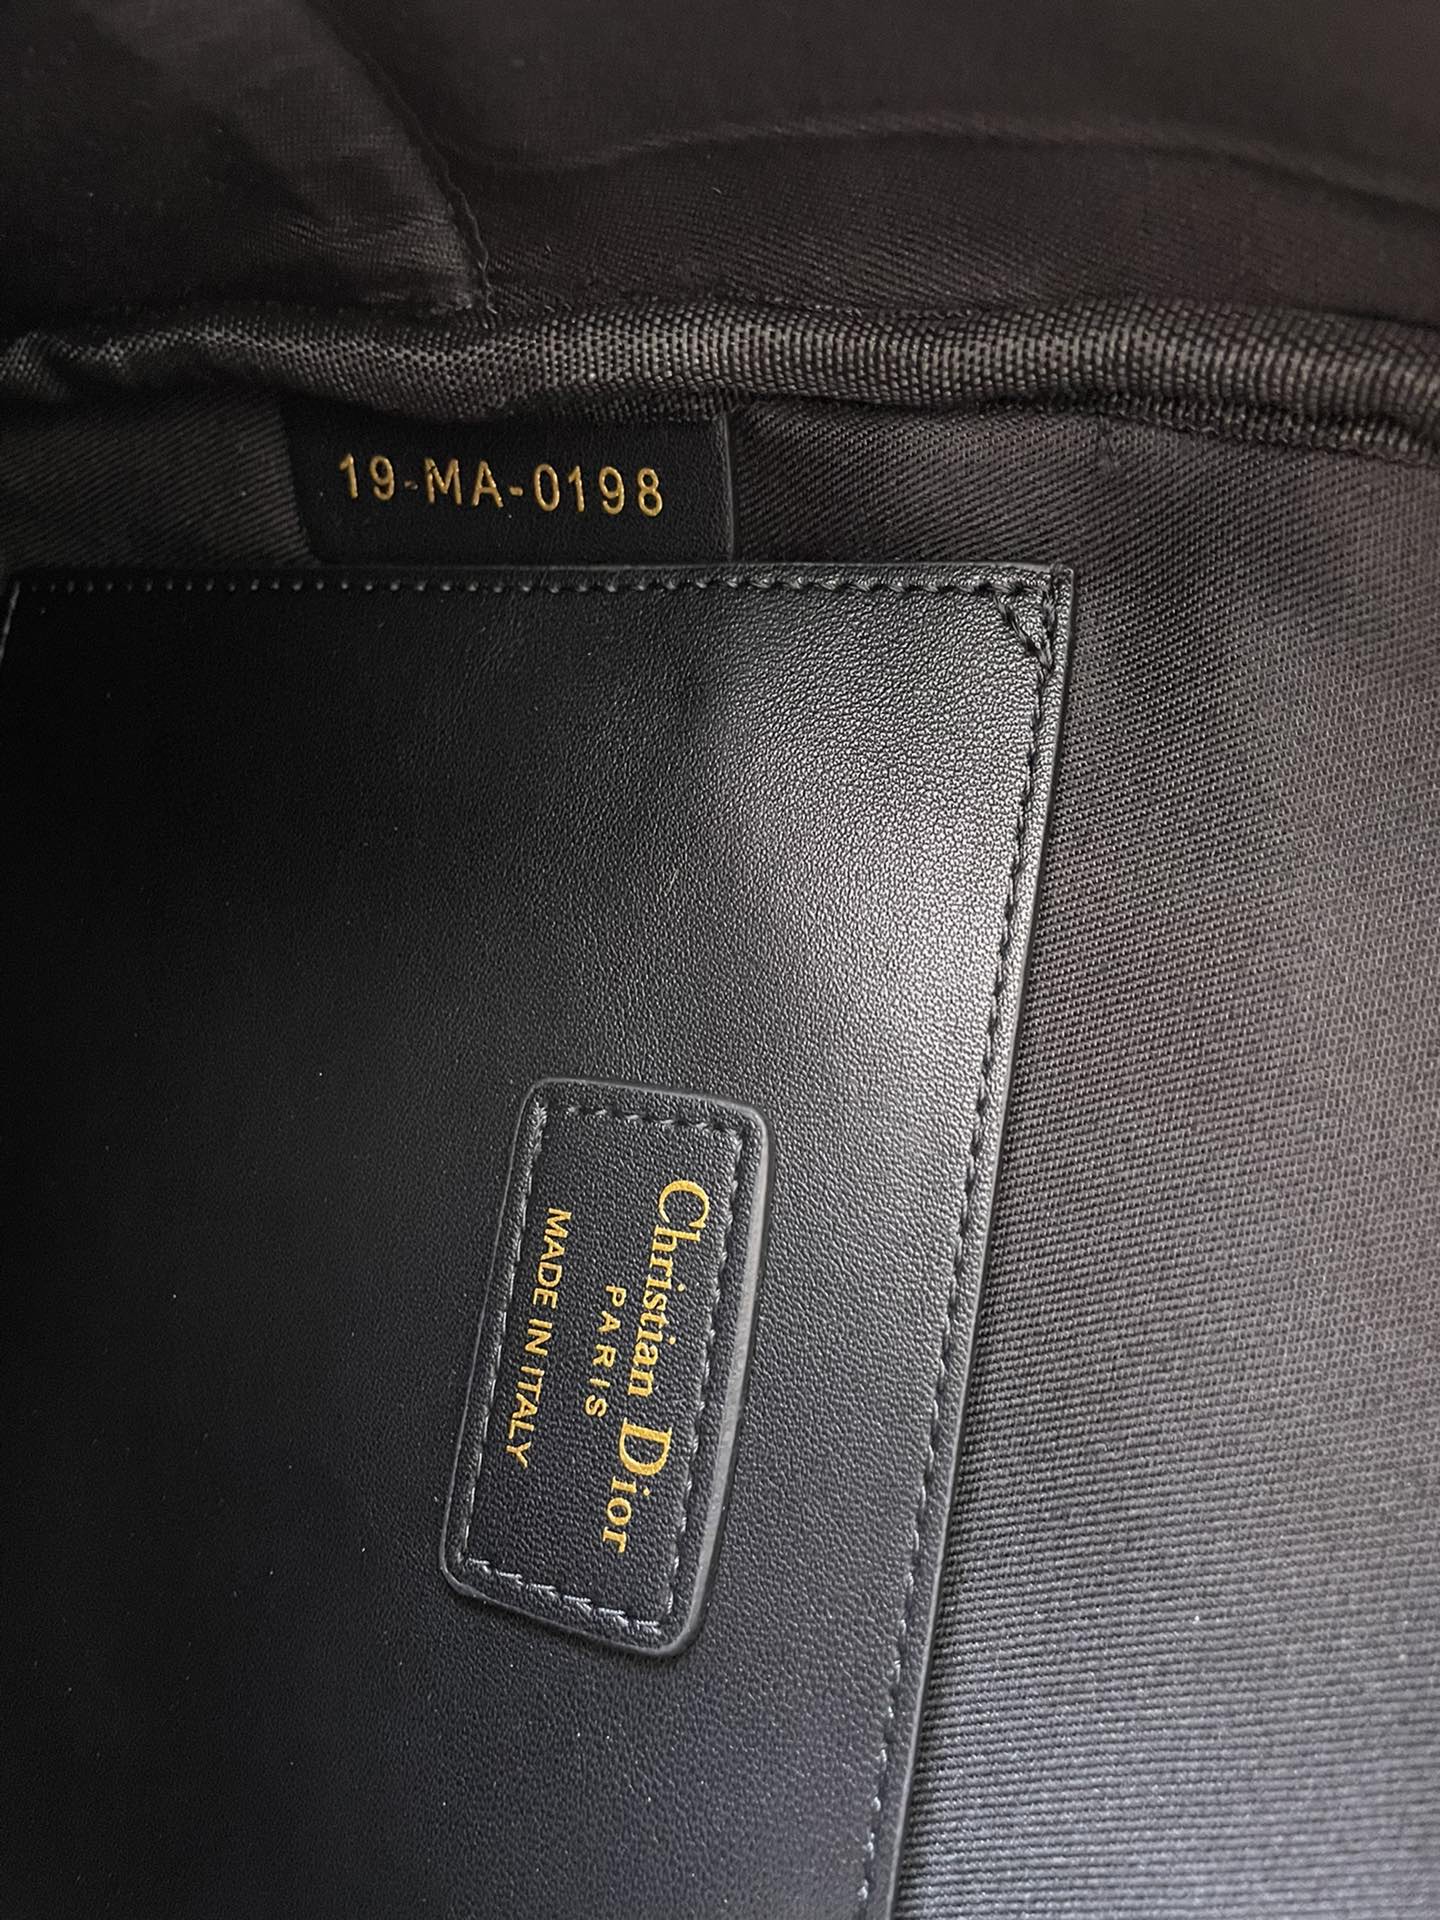 19-MA-0198
Christian Dior
PARIS
MADE IN ITALY